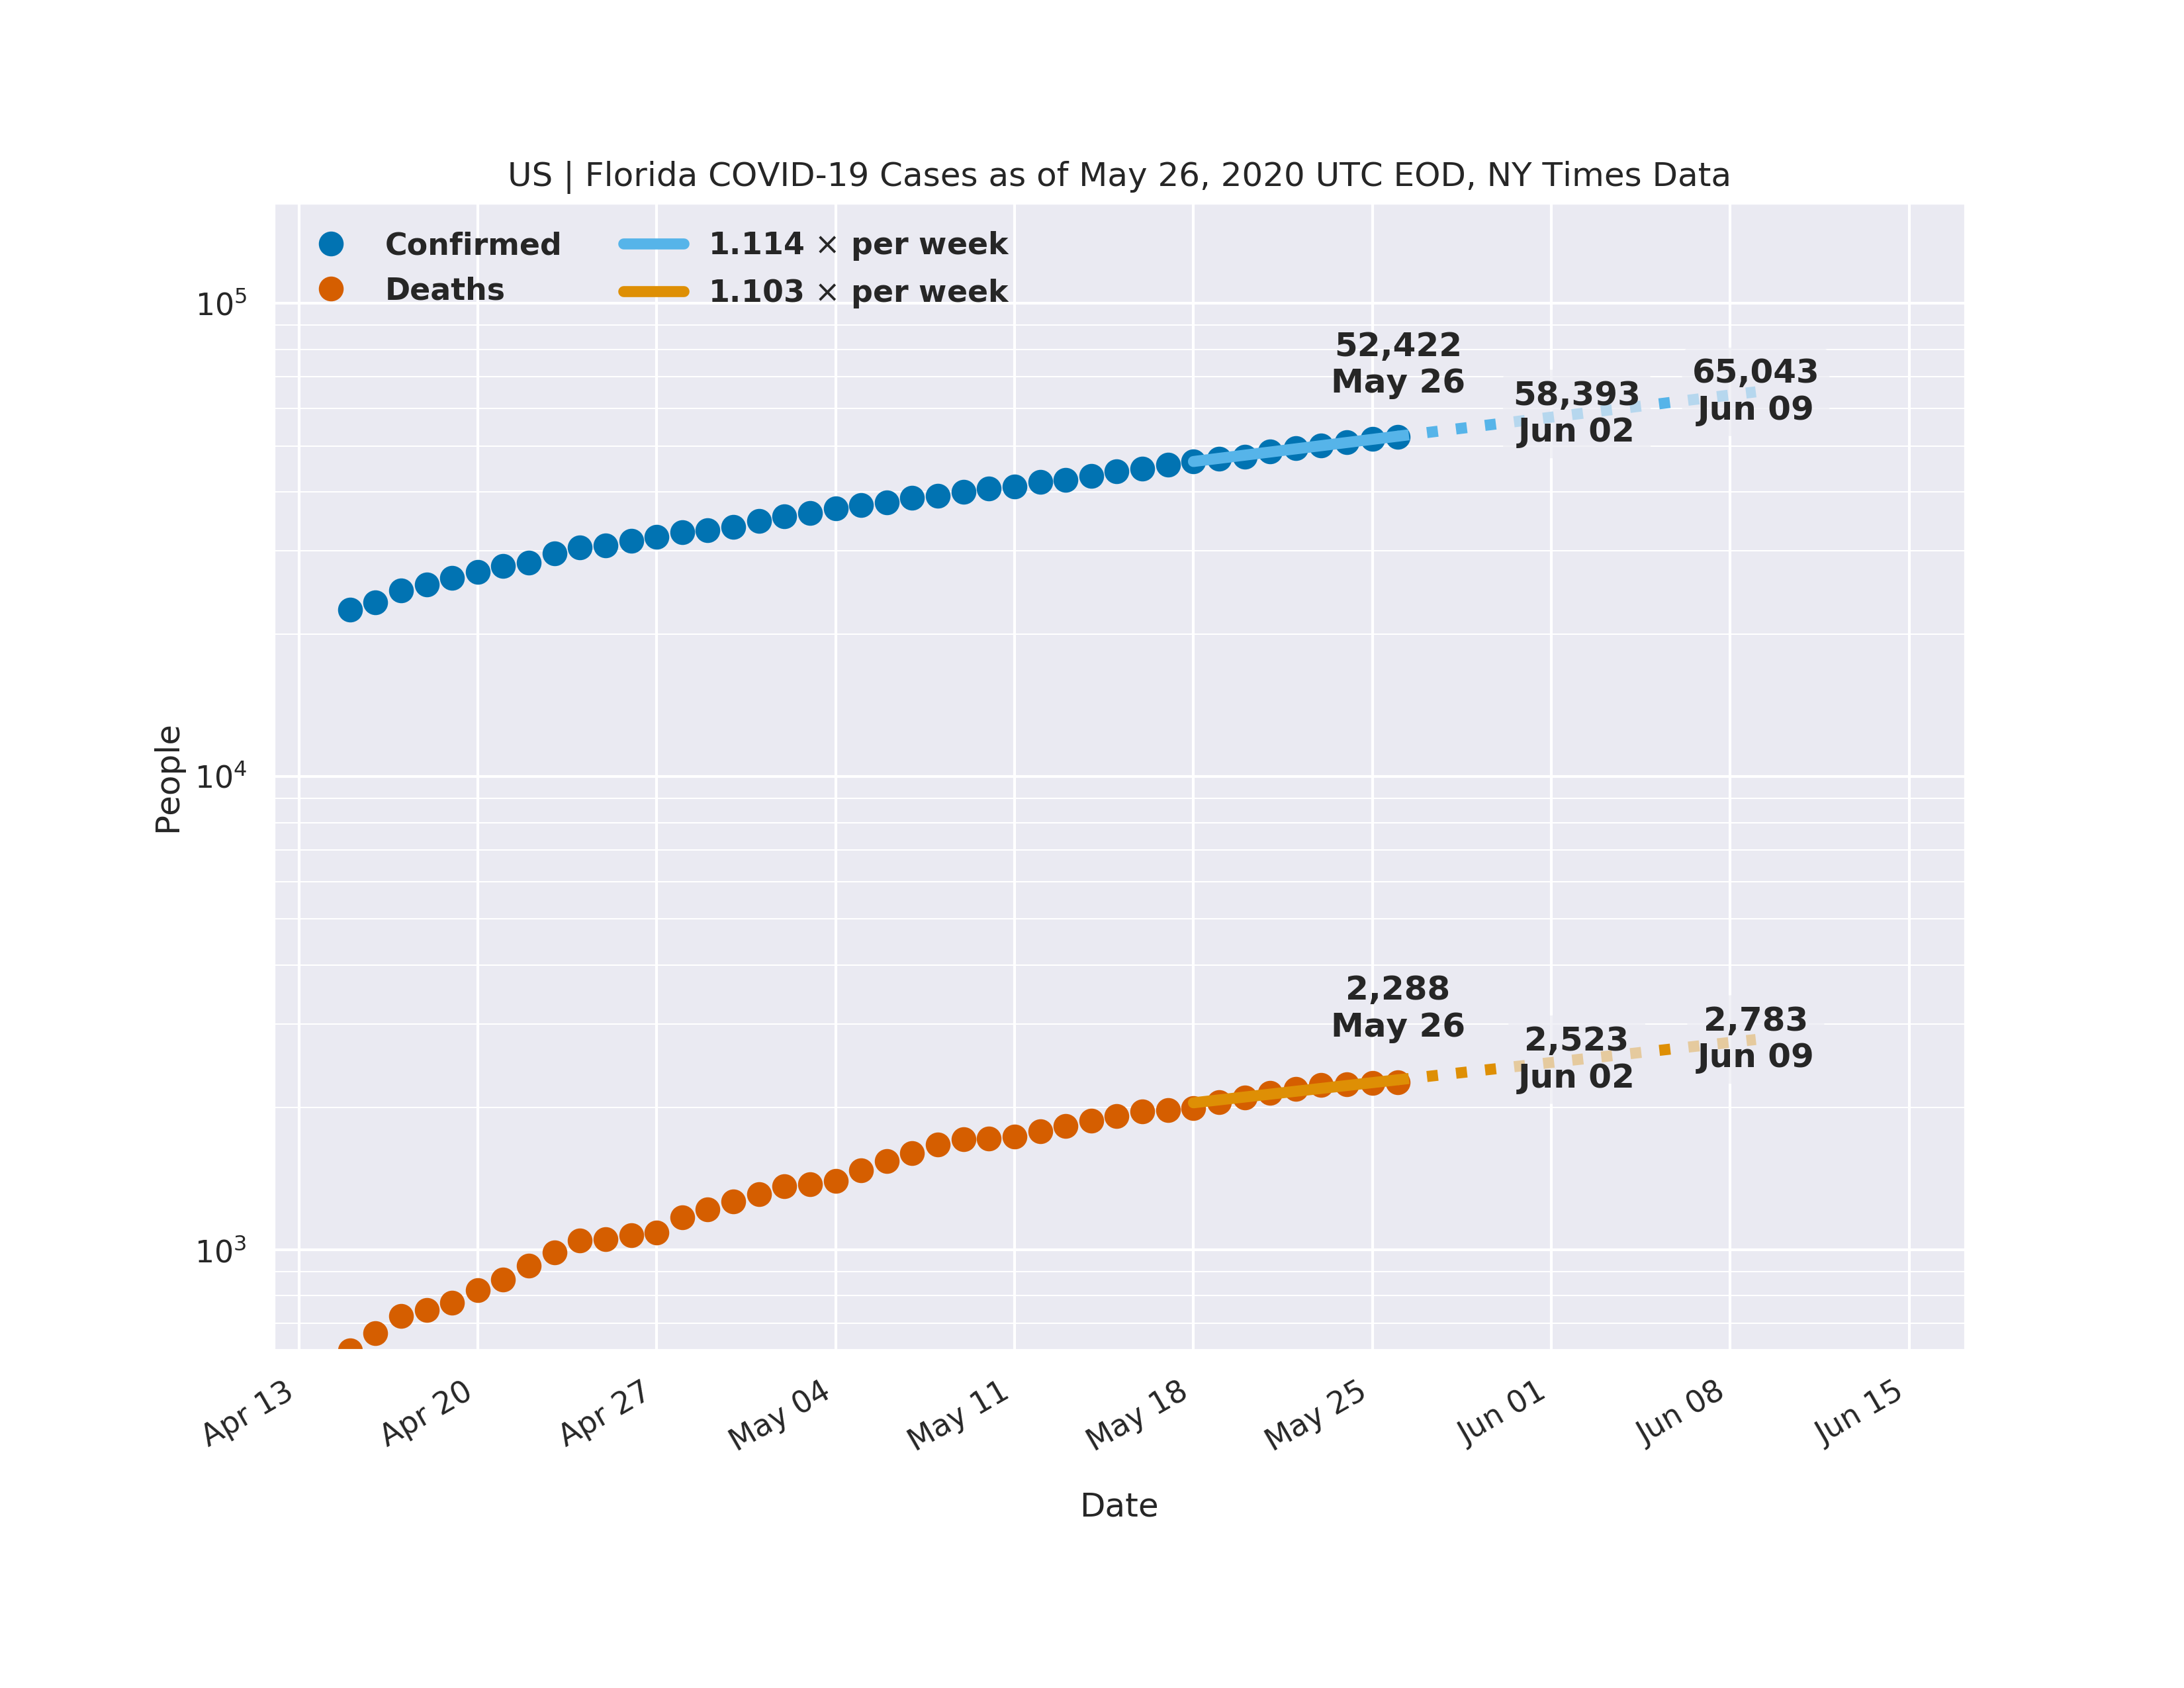 US | Florida COVID-19 Cases as of May 26, 2020 UTC EOD, NY Times Data
Confirmed
Deaths
1.114 × per week
1.103 × per week
10⁵
10⁴
10³
People
52,422
May 26
58,393
Jun 02
65,043
Jun 09
2,288
May 26
2,523
Jun 02
2,783
Jun 09
Apr 13
Apr 20
Apr 27
May 04
May 11
May 18
May 25
Jun 01
Jun 08
Jun 15
Date